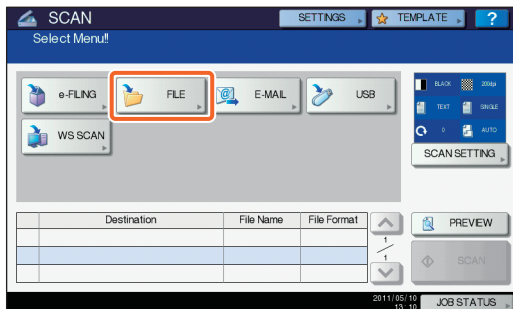 SCAN
SETTINGS
TEMPLATE
?
Select Menu!!
e-FILING
FILE
E-MAIL
USB
WS SCAN
BLACK
200dpi
TEXT
SINGLE
0
AUTO
SCAN SETTING
Destination
File Name
File Format
1
1
PREVIEW
SCAN
2011/05/10
13:10
JOB STATUS